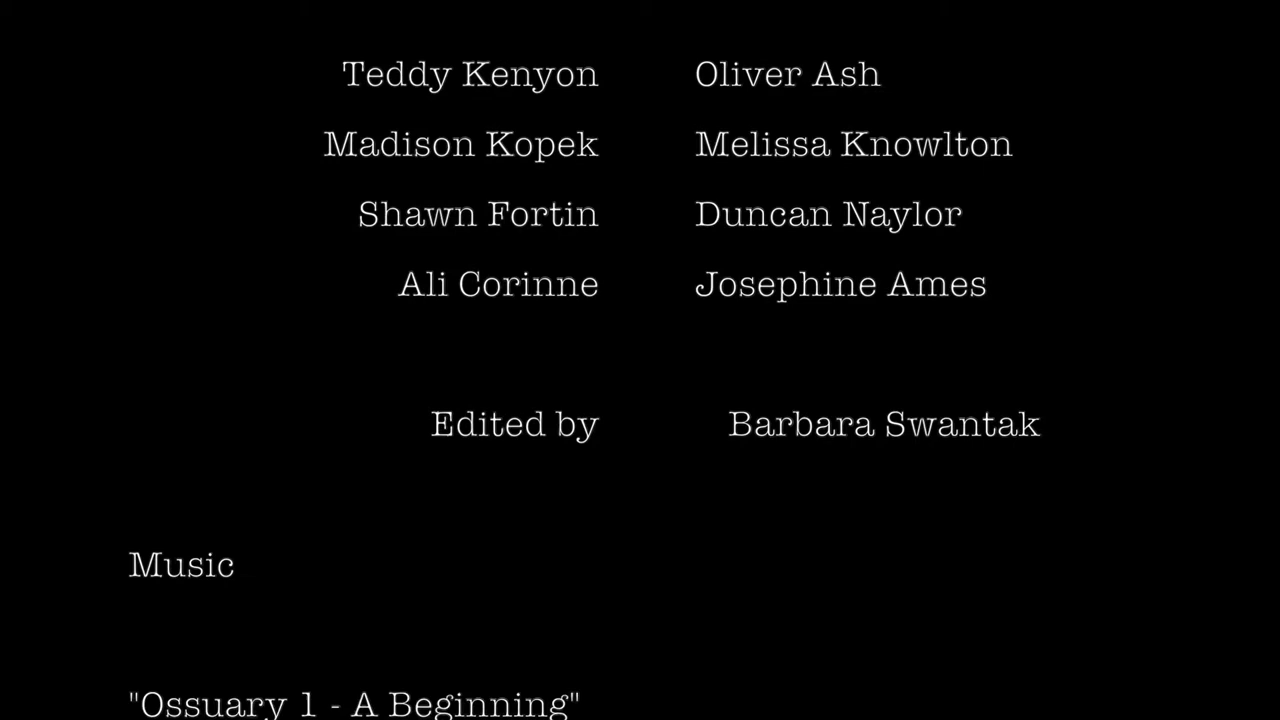 Teddy Kenyon Oliver Ash
Madison Kopek Melissa Knowlton
Shawn Fortin Duncan Naylor
Ali Corinne Josephine Ames
Edited by Barbara Swantak
Music
"Ossuary 1 - A Beginning"